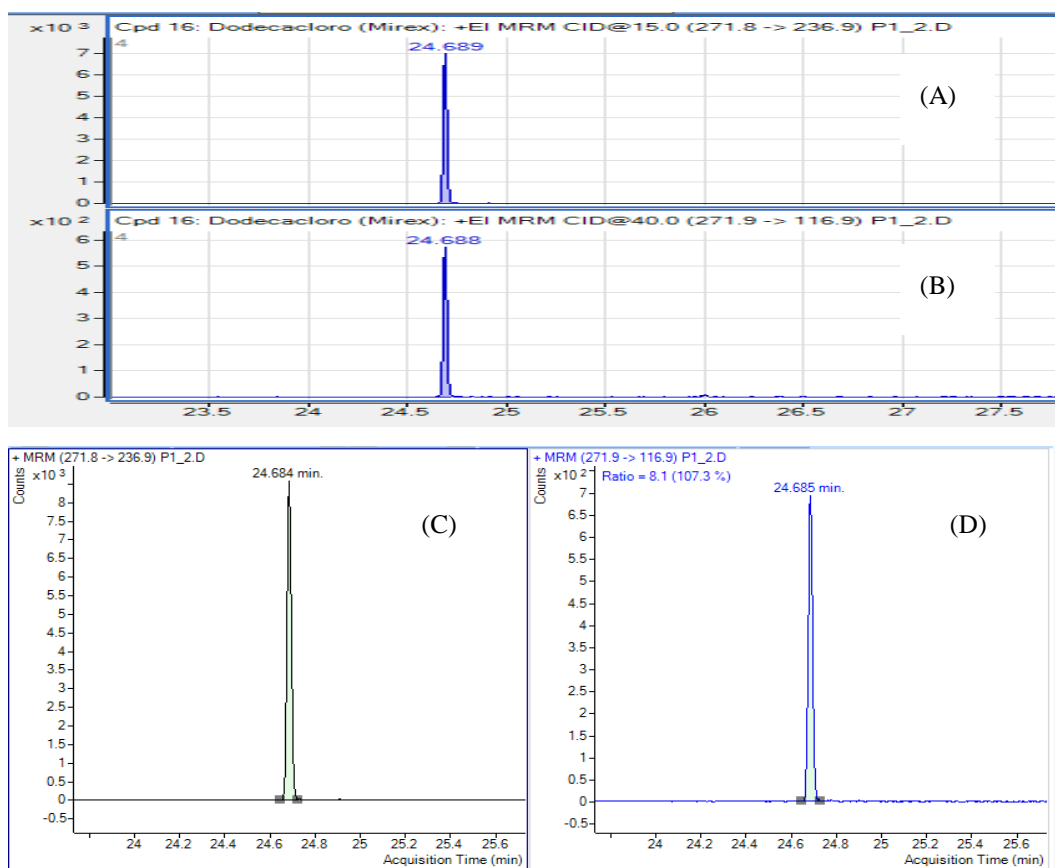 x10 3 Cpd 16: Dodecacloro (Mirex): +EI MRM CID@15.0 (271.8 -> 236.9) P1_2.D
4
24.689
7
6
5
4
3
2
1
0
(A)
x10 2 Cpd 16: Dodecacloro (Mirex): +EI MRM CID@40.0 (271.9 -> 116.9) P1_2.D
4
24.688
6
5
4
3
2
1
0
(B)
23.5 24 24.5 25 25.5 26 26.5 27 27.5
+ MRM (271.8 -> 236.9) P1_2.D
Counts
x10 3
24.684 min.
8
7.5
7
6.5
6
5.5
5
4.5
4
3.5
3
2.5
2
1.5
1
0.5
0
-0.5
(C)
24 24.2 24.4 24.6 24.8 25 25.2 25.4 25.6
Acquisition Time (min)
+ MRM (271.9 -> 116.9) P1_2.D
Counts
x10 2
Ratio = 8.1 (107.3 %)
24.685 min.
7
6.5
6
5.5
5
4.5
4
3.5
3
2.5
2
1.5
1
0.5
0
-0.5
(D)
24 24.2 24.4 24.6 24.8 25 25.2 25.4 25.6
Acquisition Time (min)